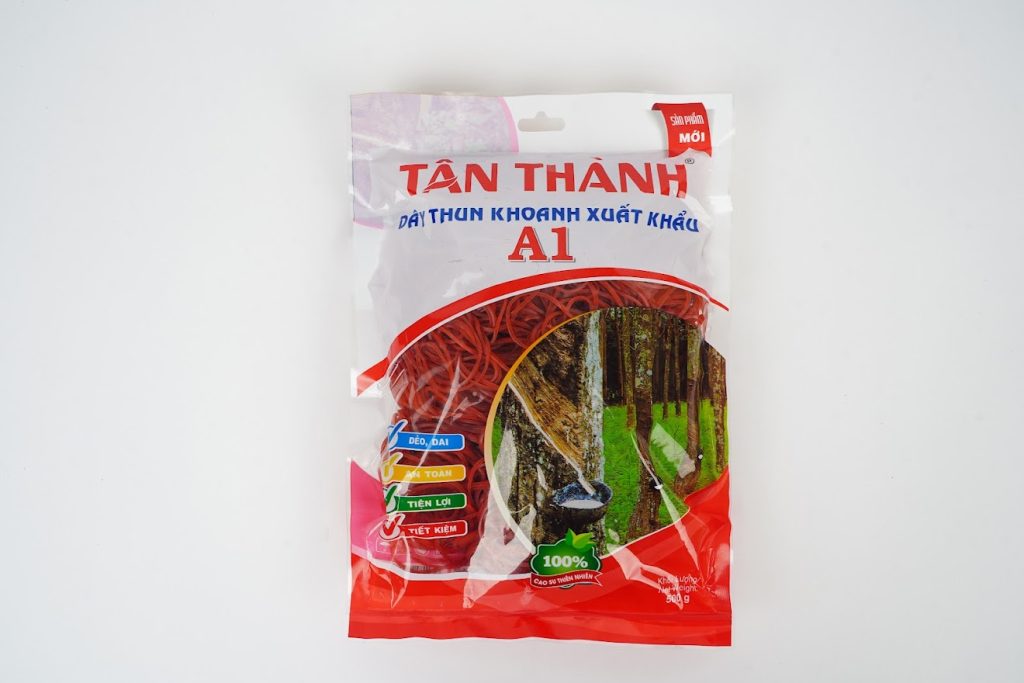 SẢN PHẨM
MỚI
TÂN THÀNH®
DÂY THUN KHOANH XUẤT KHẨU
A1
DẺO, DAI
AN TOÀN
TIỆN LỢI
TIẾT KIỆM
100%
CAO SU THIÊN NHIÊN
Khối Lượng/
Net Weight:
500 g